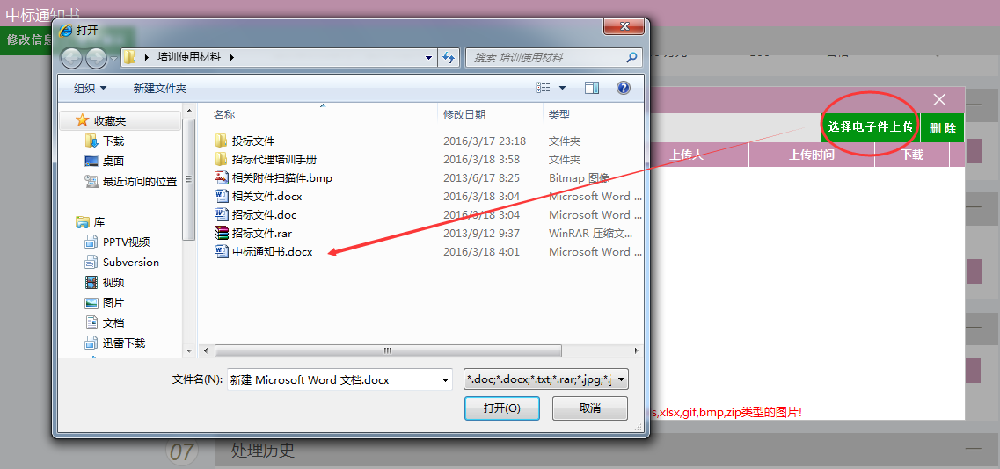 中标通知书
修改信息
打开
培训使用材料
搜索 培训使用材料
组织
新建文件夹
收藏夹
下载
桌面
最近访问的位置
库
PPTV视频
Subversion
视频
图片
文档
迅雷下载
名称 修改日期 类型
投标文件 2016/3/17 23:18 文件夹
招标代理培训手册 2016/3/18 3:58 文件夹
相关附件扫描件.bmp 2013/6/17 8:25 Bitmap 图像
相关文件.docx 2016/3/18 3:04 Microsoft Word ...
招标文件.doc 2016/3/18 3:04 Microsoft Word ...
招标文件.rar 2013/9/12 9:37 WinRAR 压缩文...
中标通知书.docx 2016/3/18 4:01 Microsoft Word ...
文件名(N): 新建 Microsoft Word 文档.docx
*.doc;*.docx;*.txt;*.rar;*.jpg;*.
打开(O)
取消
选择电子件上传
删 除
上传人 上传时间 下载
s,xlsx,gif,bmp,zip类型的图片!
07 处理历史